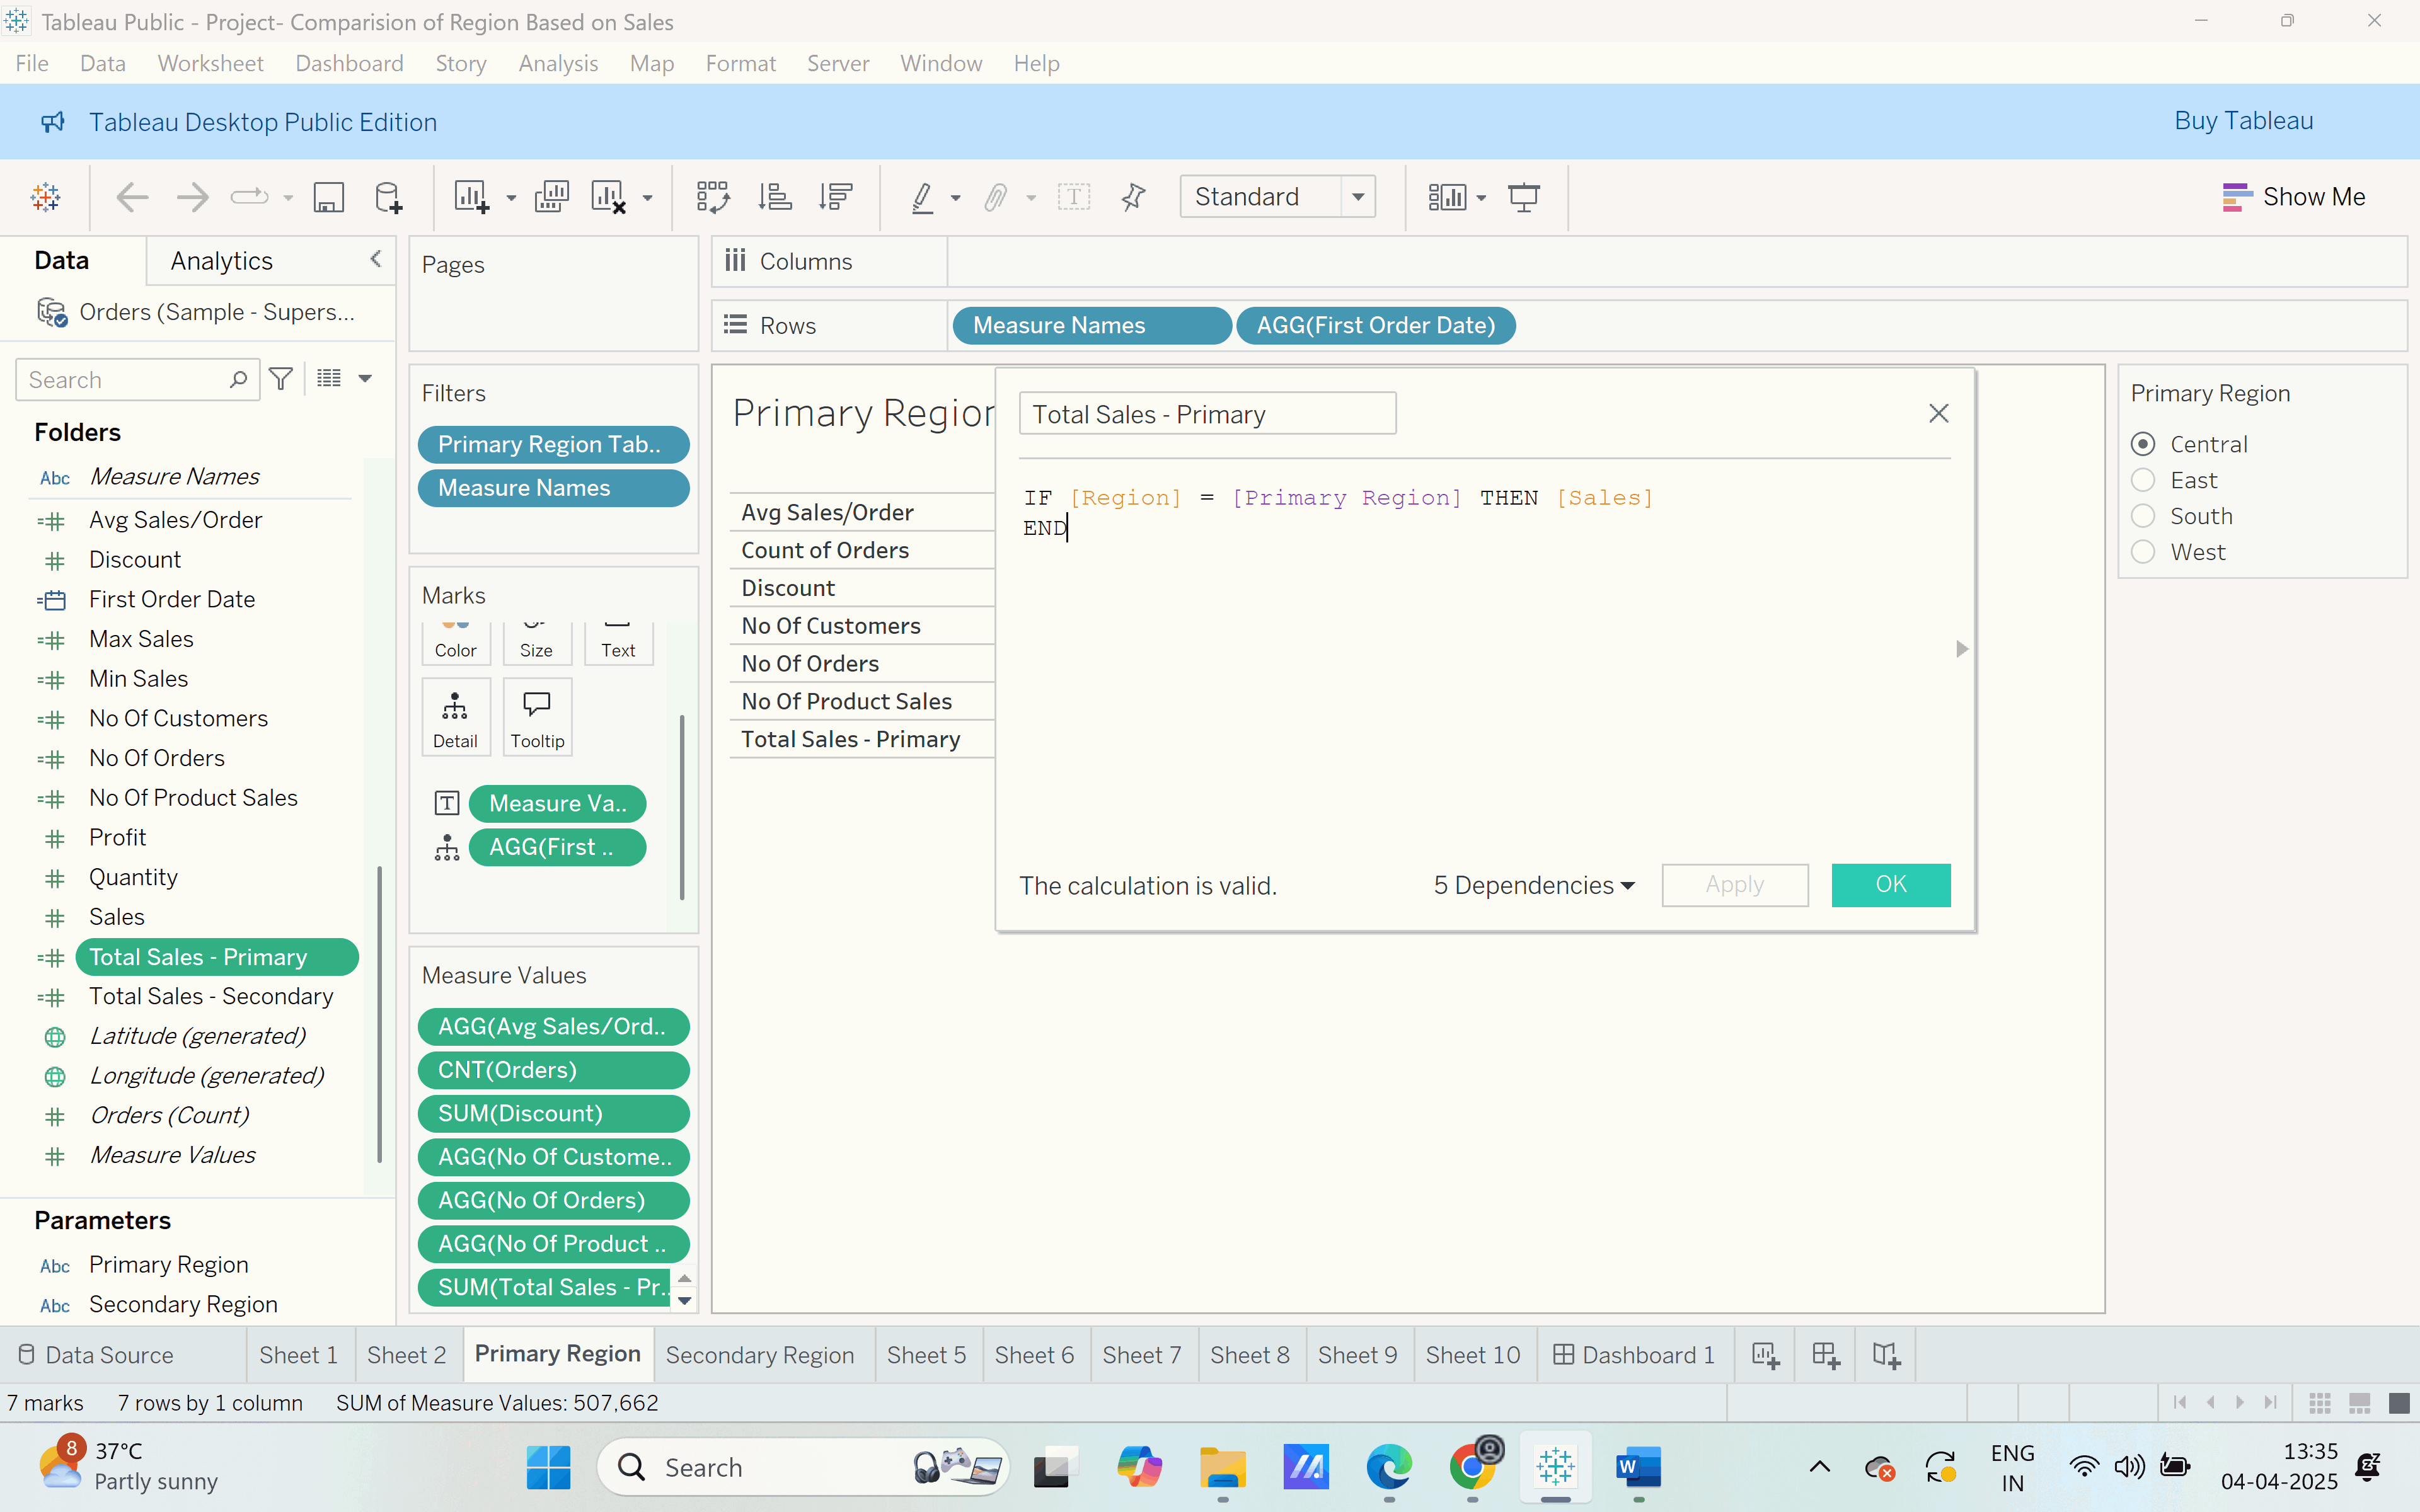 Tableau Public - Project- Comparision of Region Based on Sales
File Data Worksheet Dashboard Story Analysis Map Format Server Window Help
Tableau Desktop Public Edition
Buy Tableau
Standard
Show Me
Data
Analytics
Orders (Sample - Supers...
Search
Folders
Abc Measure Names
Avg Sales/Order
Discount
First Order Date
Max Sales
Min Sales
No Of Customers
No Of Orders
No Of Product Sales
Profit
Quantity
Sales
Total Sales - Primary
Total Sales - Secondary
Latitude (generated)
Longitude (generated)
Orders (Count)
Measure Values
Parameters
Abc Primary Region
Abc Secondary Region
Pages
Filters
Primary Region Tab..
Measure Names
Marks
Color Size Text
Detail Tooltip
Measure Va..
AGG(First ..
Measure Values
AGG(Avg Sales/Ord..
CNT(Orders)
SUM(Discount)
AGG(No Of Custome..
AGG(No Of Orders)
AGG(No Of Product ..
SUM(Total Sales - Pr..
Columns
Rows
Measure Names
AGG(First Order Date)
Primary Region
Avg Sales/Order
Count of Orders
Discount
No Of Customers
No Of Orders
No Of Product Sales
Total Sales - Primary
Total Sales - Primary
IF [Region] = [Primary Region] THEN [Sales]
END
The calculation is valid.
5 Dependencies
Apply
OK
Primary Region
Central
East
South
West
Data Source
Sheet 1
Sheet 2
Primary Region
Secondary Region
Sheet 5
Sheet 6
Sheet 7
Sheet 8
Sheet 9
Sheet 10
Dashboard 1
7 marks
7 rows by 1 column
SUM of Measure Values: 507,662
8
37°C
Partly sunny
Search
ENG
IN
13:35
04-04-2025